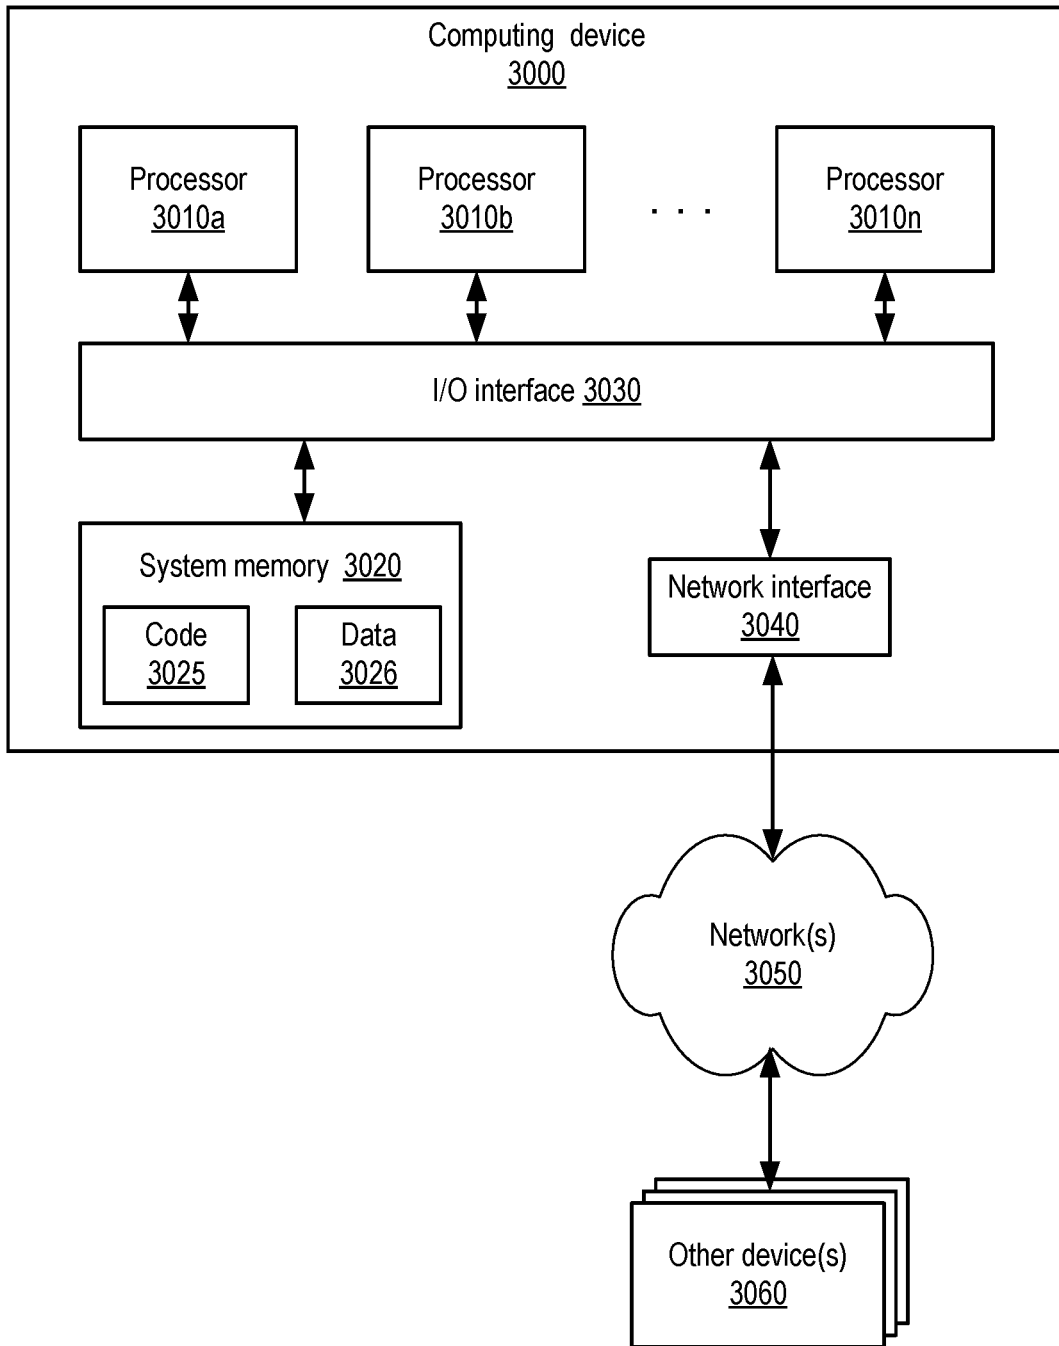 Computing device
3000
Processor
3010a
Processor
3010b
. . .
Processor
3010n
I/O interface 3030
System memory 3020
Code
3025
Data
3026
Network interface
3040
Network(s)
3050
Other device(s)
3060